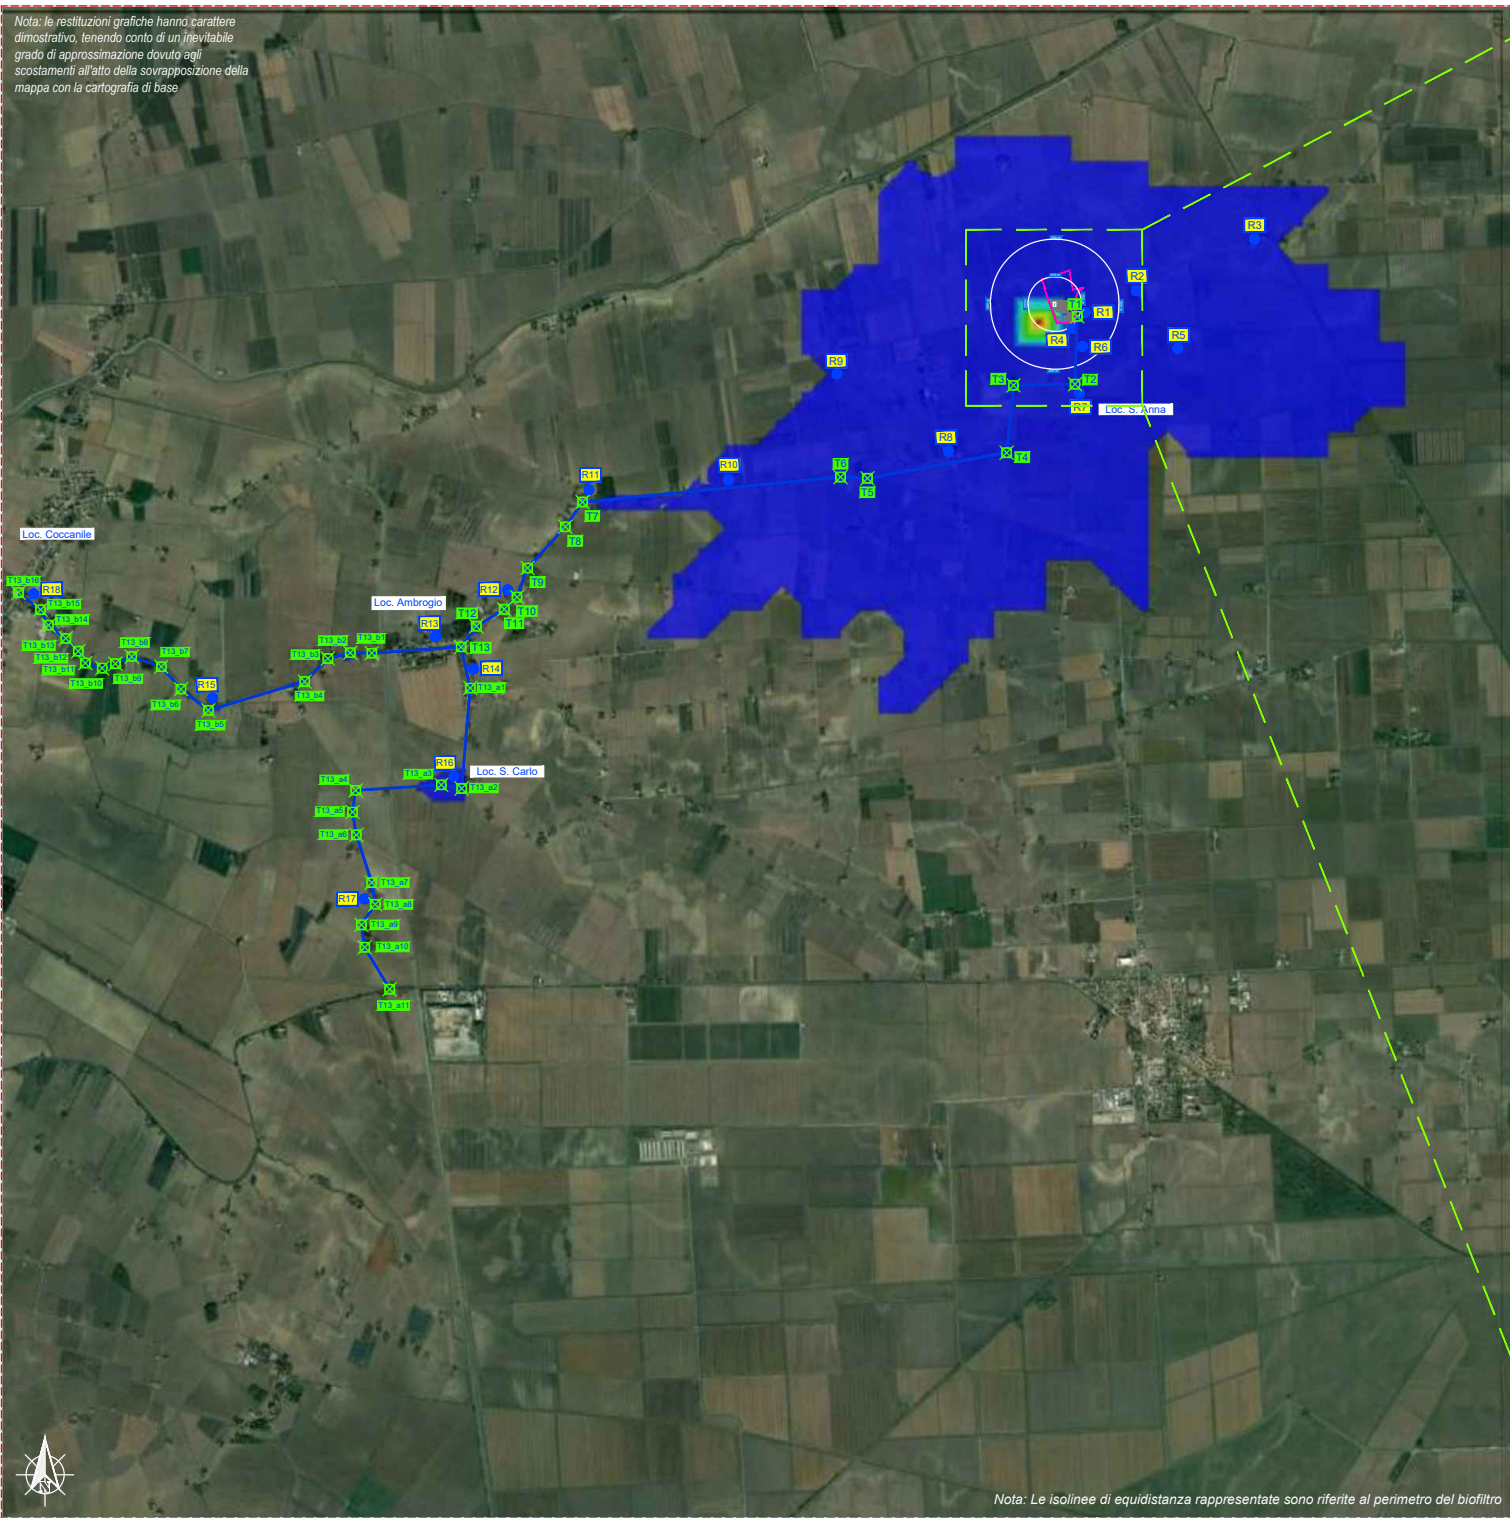 Nota: le restituzioni grafiche hanno carattere
dimostrativo, tenendo conto di un inevitabile
grado di approssimazione dovuto agli
scostamenti all'atto della sovrapposizione della
mappa con la cartografia di base
R3
R2
T1
R1
R4
R6
R5
R9
T3
T2
R7
Loc. S. Anna
R8
T4
R10
T6
T5
R11
T7
T8
Loc. Coccanile
T9
T13_b16
R18
R12
Loc. Ambrogio
T13_b15
T10
T12
T11
T13_b14
R13
T13_b13
T13_b2
T13_b1
T13
T13_b12
T13_b8
T13_b3
T13_b7
T13_b11
R14
T13_b9
T13_b10
R15
T13_a1
T13_b4
T13_b6
T13_b5
R16
T13_a3
Loc. S. Carlo
T13_a4
T13_a2
T13_a5
T13_a6
T13_a7
R17
T13_a8
T13_a9
T13_a10
T13_a11
N
Nota: Le isolinee di equidistanza rappresentate sono riferite al perimetro del biofiltro